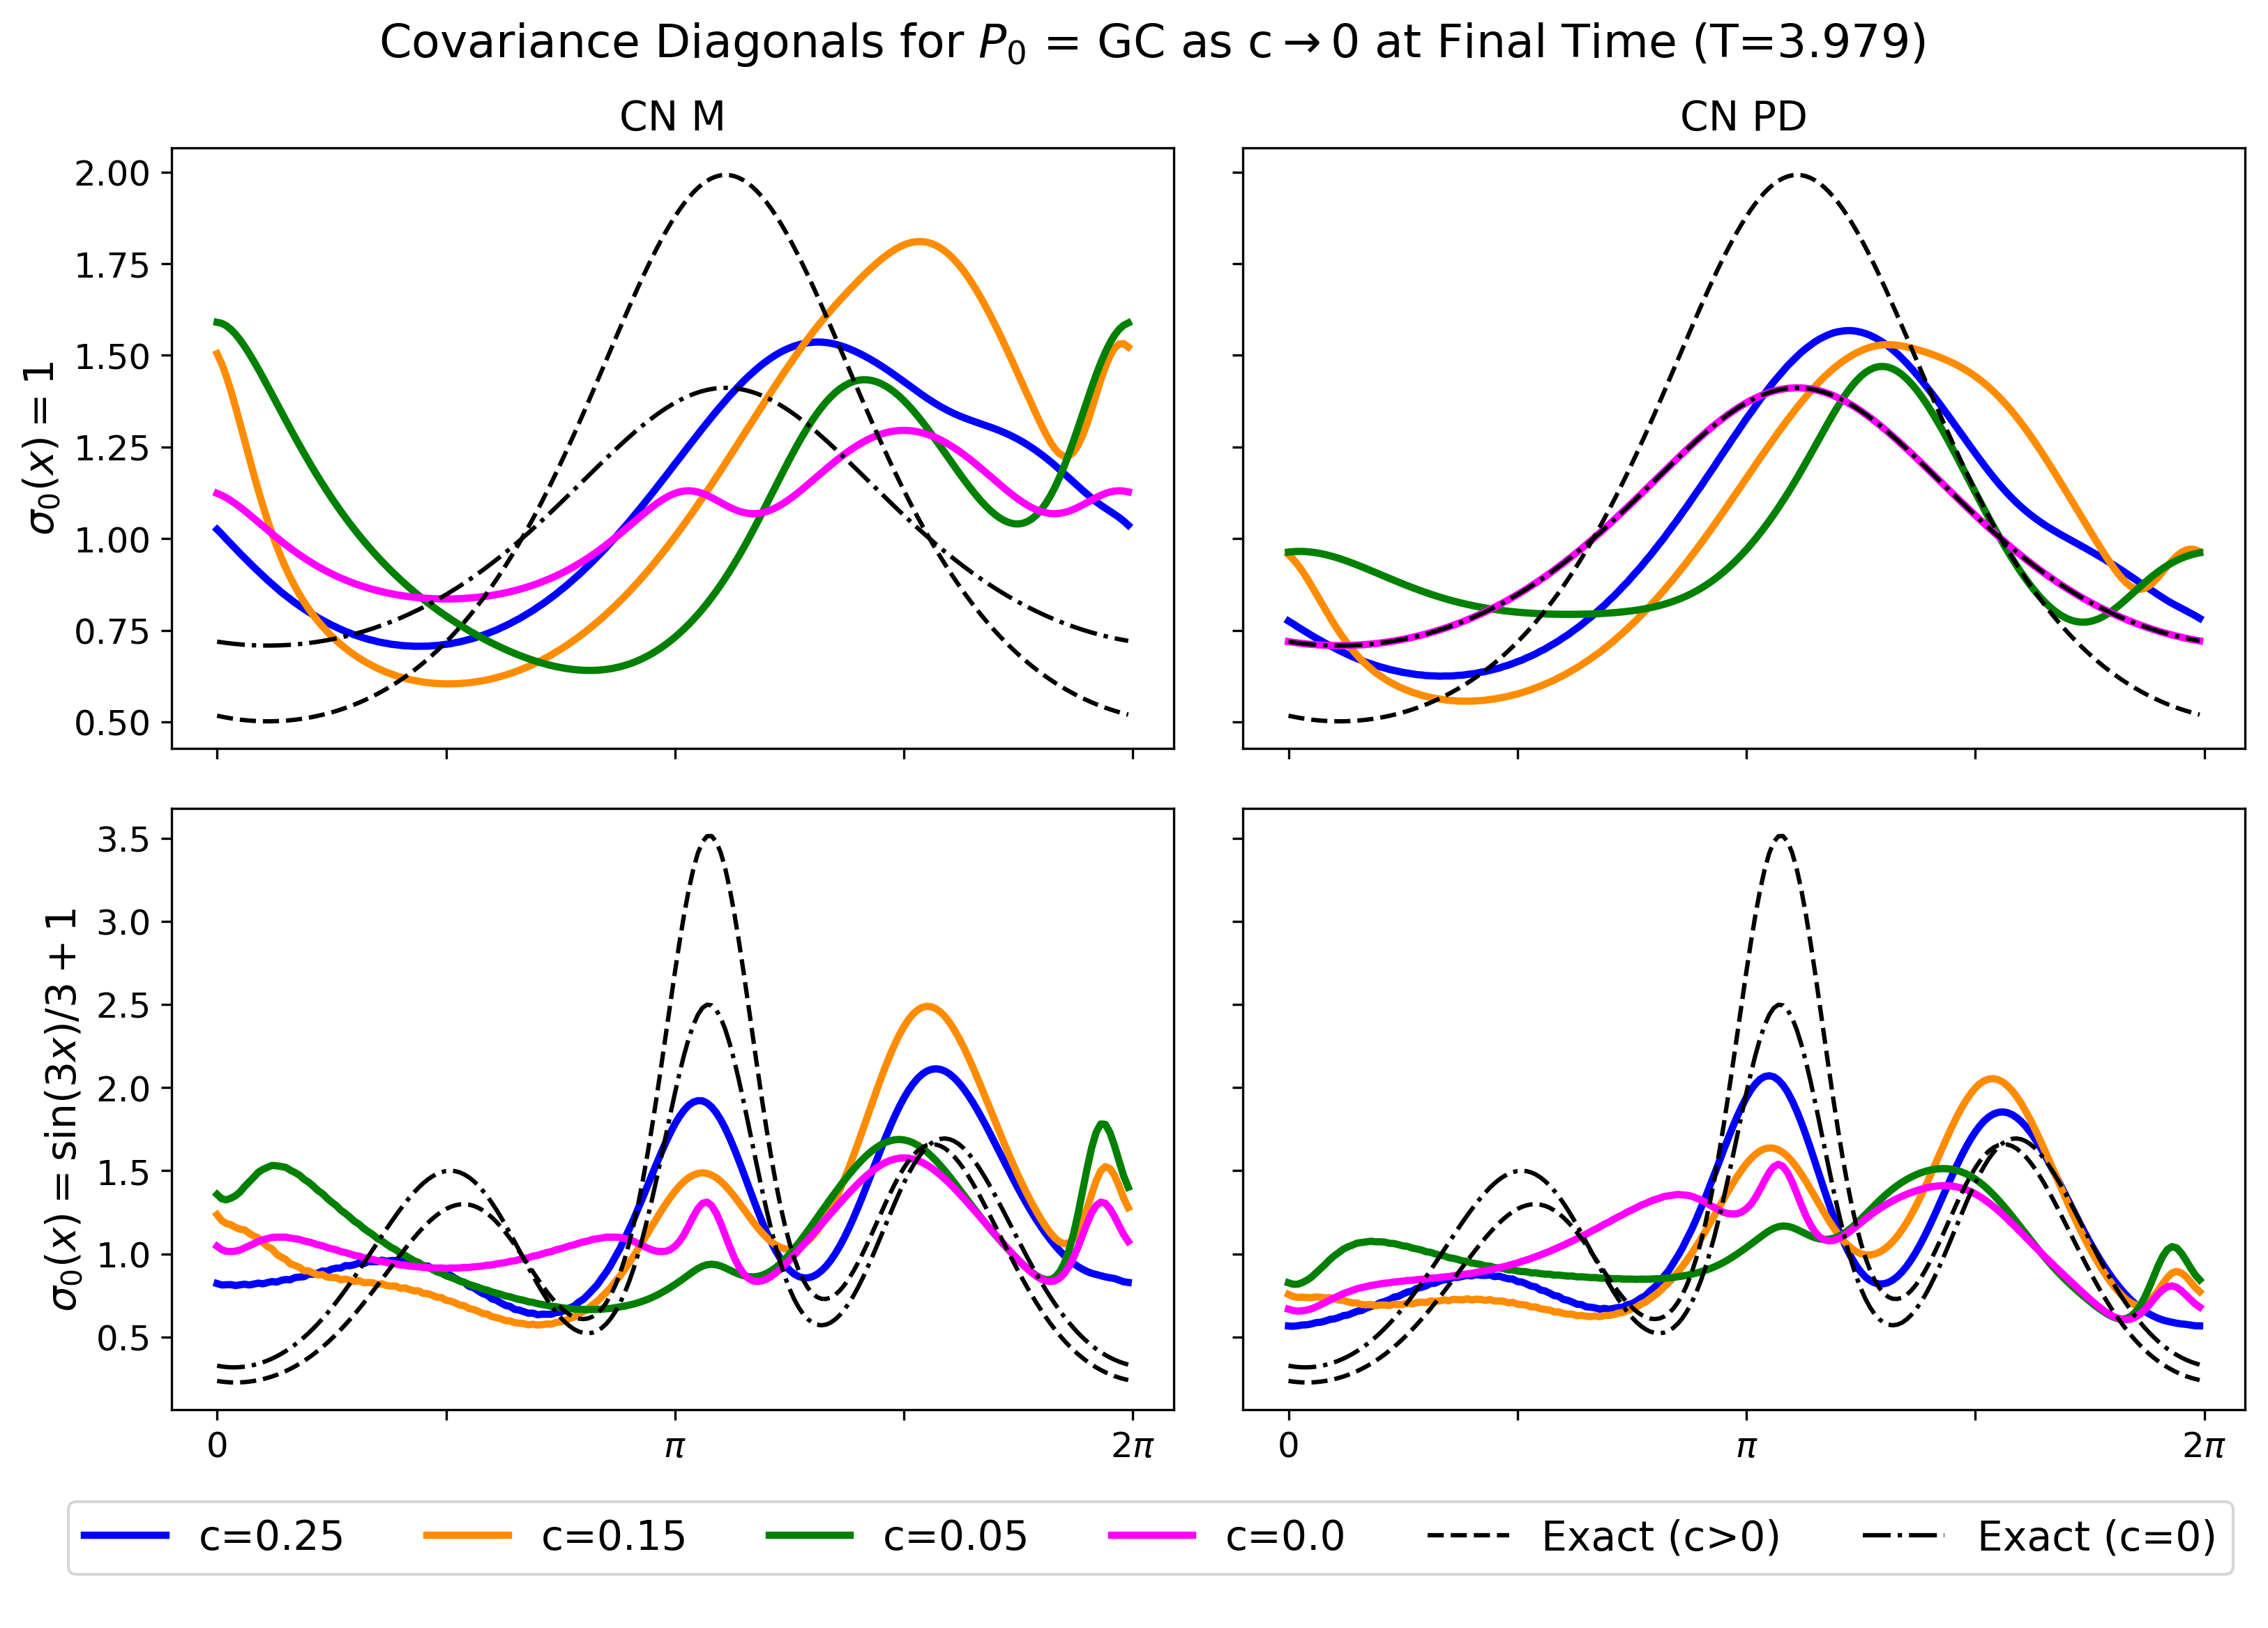 Covariance Diagonals for P₀ = GC as c→0 at Final Time (T=3.979)
CN M
CN PD
σ₀(x) = 1
2.00
1.75
1.50
1.25
1.00
0.75
0.50
σ₀(x) = sin(3x)/3 + 1
3.5
3.0
2.5
2.0
1.5
1.0
0.5
0 π 2π
0 π 2π
c=0.25 c=0.15 c=0.05 c=0.0 Exact (c>0) Exact (c=0)